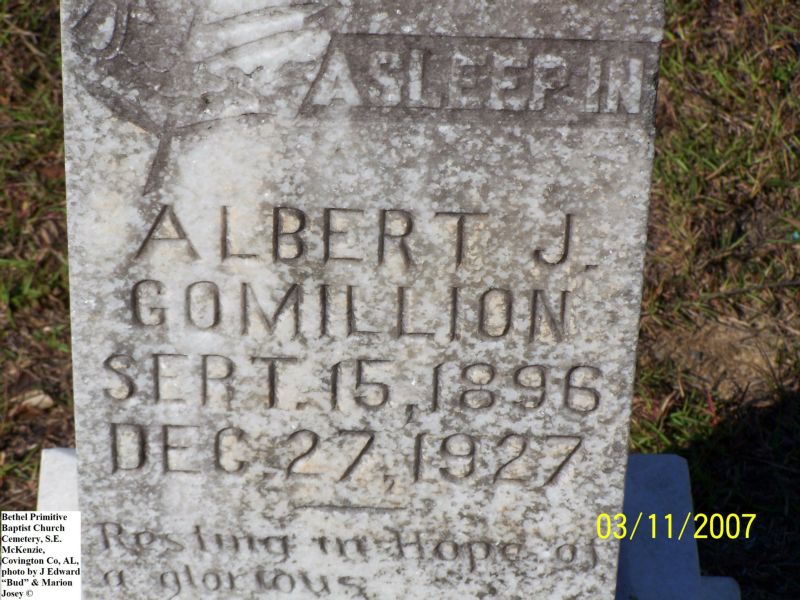 ASLEEP IN
ALBERT J.
GOMILLION
SEPT. 15, 1896
DEC. 27, 1927
Resting in Hope of
a glorious
03/11/2007
Bethel Primitive
Baptist Church
Cemetery, S.E.
McKenzie,
Covington Co, AL,
photo by J Edward
“Bud” & Marion
Josey ©